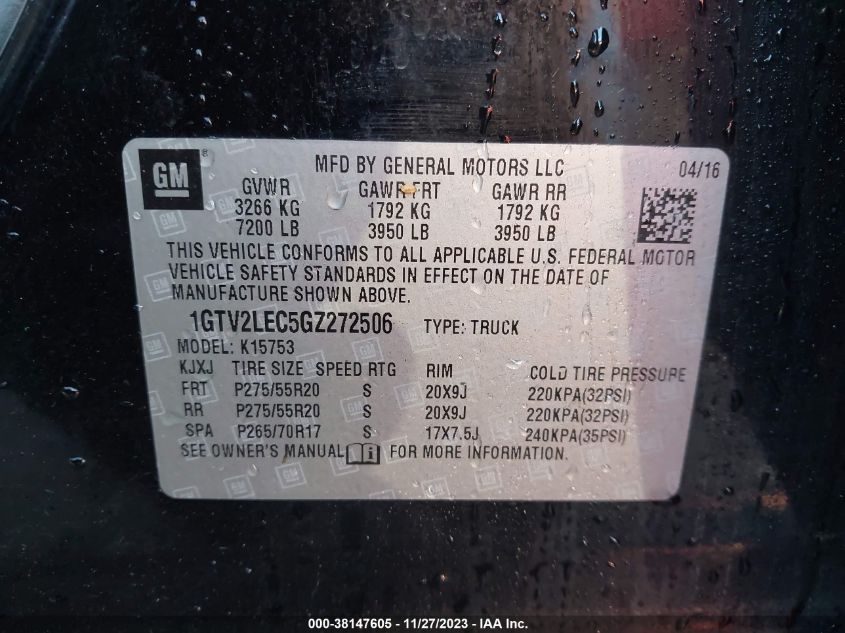 GM ® MFD BY GENERAL MOTORS LLC 04/16
GVWR GAWR FRT GAWR RR
3266 KG 1792 KG 1792 KG
7200 LB 3950 LB 3950 LB
THIS VEHICLE CONFORMS TO ALL APPLICABLE U.S. FEDERAL MOTOR
VEHICLE SAFETY STANDARDS IN EFFECT ON THE DATE OF
MANUFACTURE SHOWN ABOVE.
1GTV2LEC5GZ272506 TYPE: TRUCK
MODEL: K15753
KJXJ TIRE SIZE SPEED RTG RIM COLD TIRE PRESSURE
FRT P275/55R20 S 20X9J 220KPA(32PSI)
RR P275/55R20 S 20X9J 220KPA(32PSI)
SPA P265/70R17 S 17X7.5J 240KPA(35PSI)
SEE OWNER'S MANUAL FOR MORE INFORMATION.
000-38147605 - 11/27/2023 - IAA Inc.